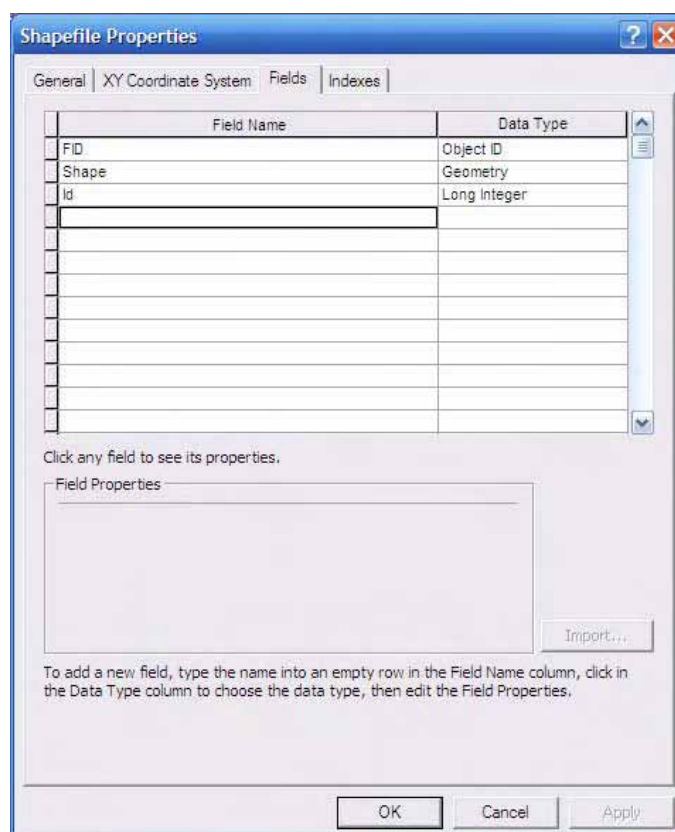 Shapefile Properties
General XY Coordinate System Fields Indexes
Field Name Data Type
FID Object ID
Shape Geometry
Id Long Integer
Click any field to see its properties.
Field Properties
Import...
To add a new field, type the name into an empty row in the Field Name column, click in
the Data Type column to choose the data type, then edit the Field Properties.
OK Cancel Apply